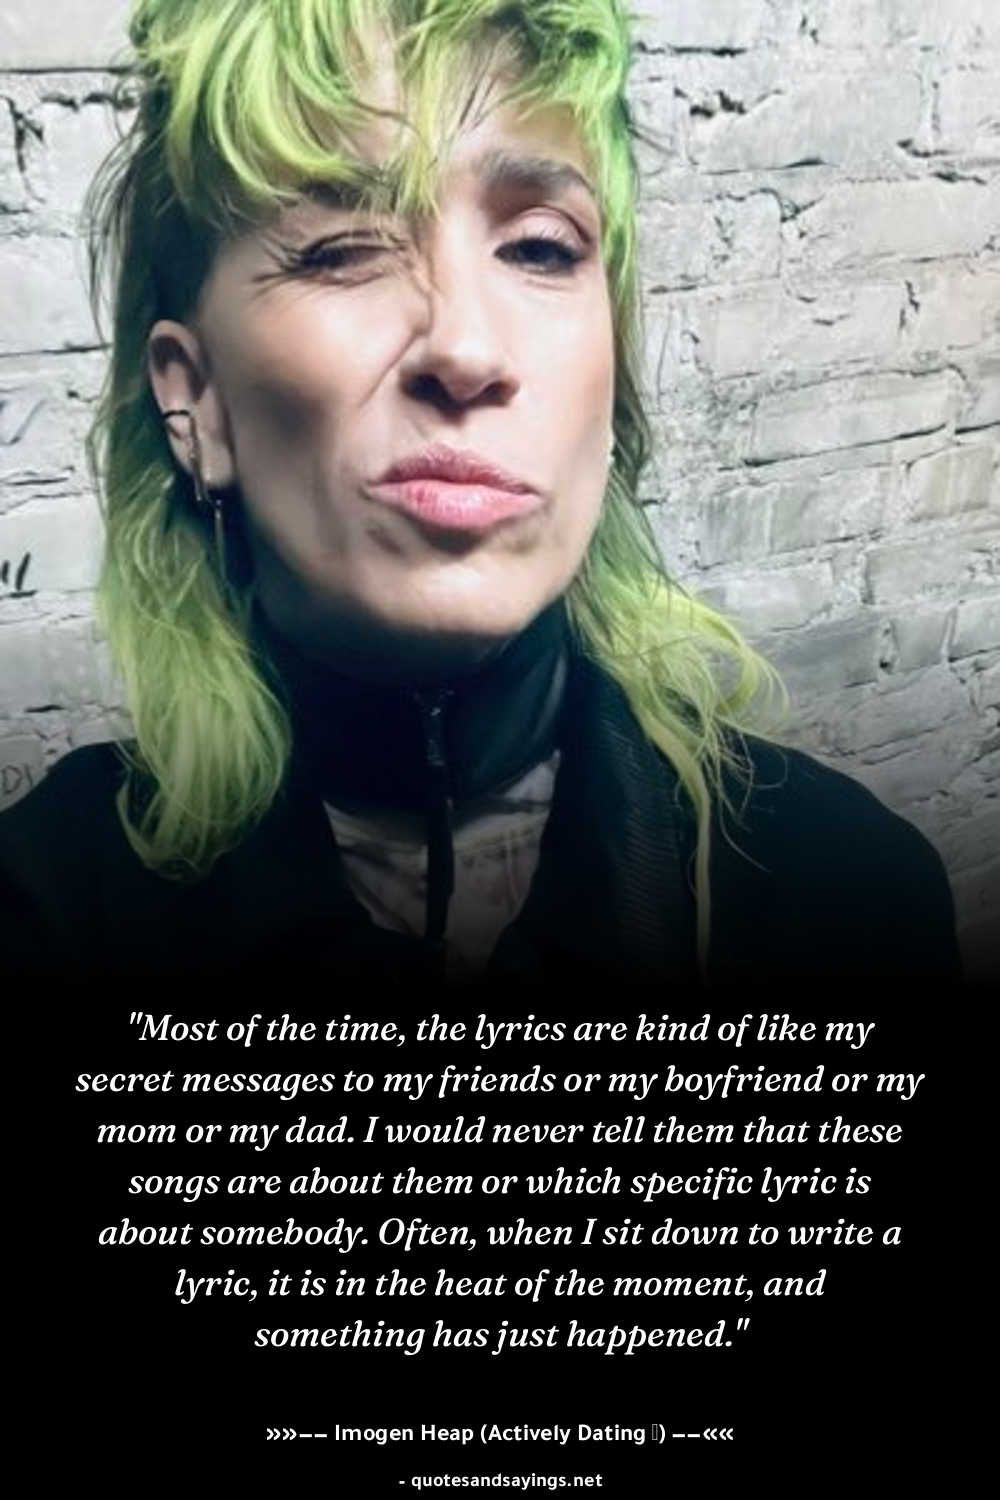 "Most of the time, the lyrics are kind of like my
secret messages to my friends or my boyfriend or my
mom or my dad. I would never tell them that these
songs are about them or which specific lyric is
about somebody. Often, when I sit down to write a
lyric, it is in the heat of the moment, and
something has just happened."
»»–– Imogen Heap (Actively Dating ▯) ––««
- quotesandsayings.net